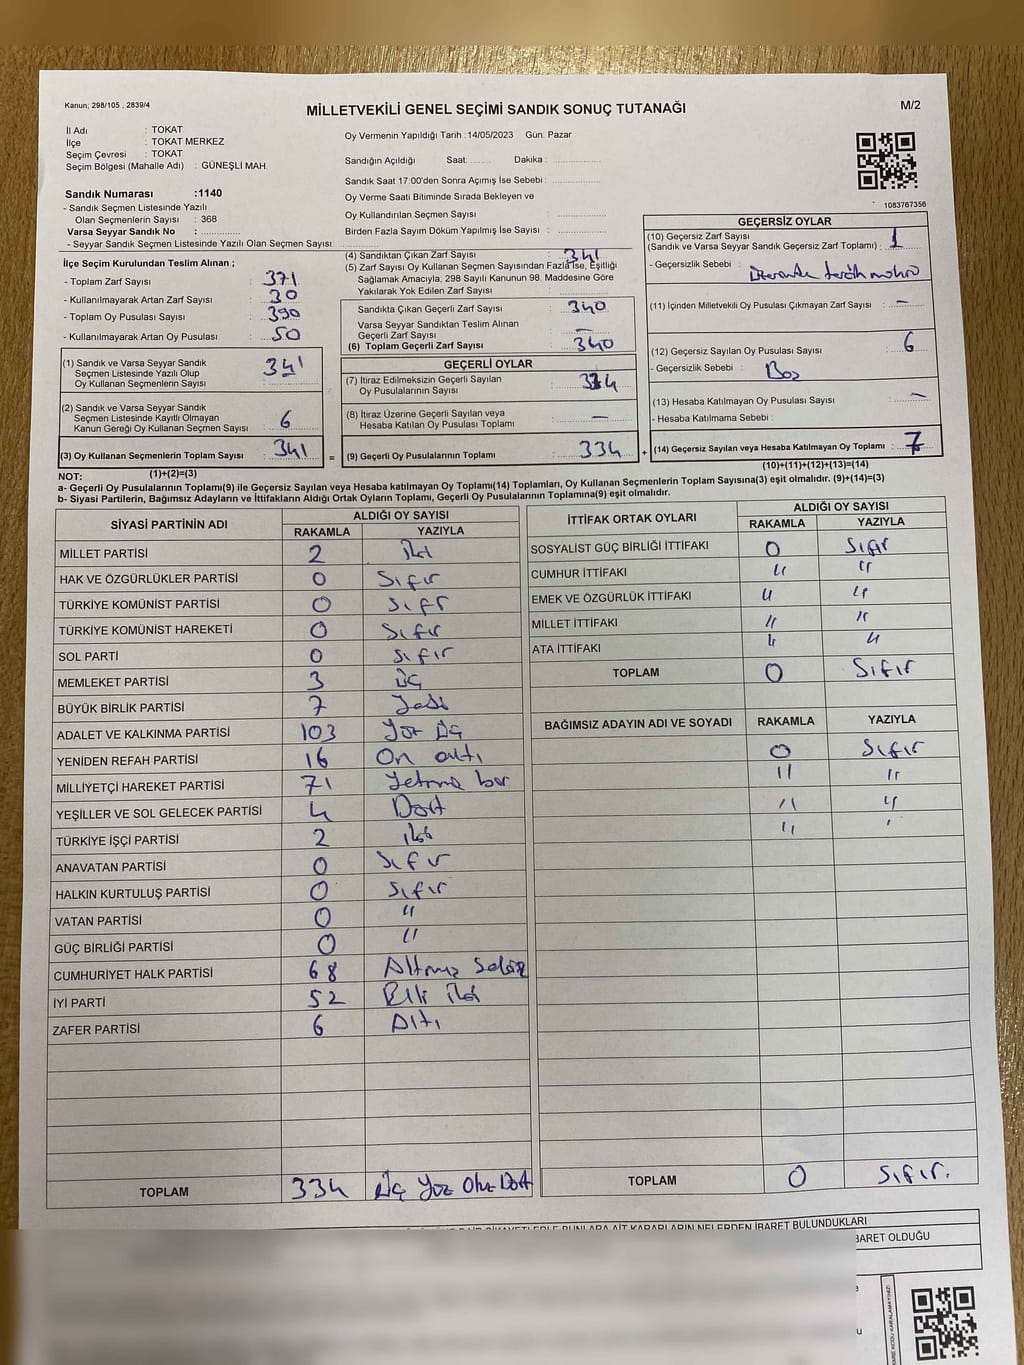 Kanun; 298/105 , 2839/4
MİLLETVEKİLİ GENEL SEÇİMİ SANDIK SONUÇ TUTANAĞI
M/2
İl Adı : TOKAT
İlçe : TOKAT MERKEZ
Seçim Çevresi : TOKAT
Seçim Bölgesi (Mahalle Adı) : GÜNEŞLİ MAH.
Sandık Numarası :1140
- Sandık Seçmen Listesinde Yazılı
Olan Seçmenlerin Sayısı : 368
Varsa Seyyar Sandık No : ..............
- Seyyar Sandık Seçmen Listesinde Yazılı Olan Seçmen Sayısı: ..............
Oy Vermenin Yapıldığı Tarih :14/05/2023 Gün: Pazar
Sandığın Açıldığı Saat: ....... Dakika : .................
Sandık Saat 17:00'den Sonra Açımış İse Sebebi : .................
Oy Verme Saati Bitiminde Sırada Bekleyen ve
Oy Kullandırılan Seçmen Sayısı : .................
Birden Fazla Sayım Döküm Yapılmış İse Sayısı : .................
1083767356
İlçe Seçim Kurulundan Teslim Alınan ;
- Toplam Zarf Sayısı : 371
- Kullanılmayarak Artan Zarf Sayısı : 30
- Toplam Oy Pusulası Sayısı : 390
- Kullanılmayarak Artan Oy Pusulası : 50
(1) Sandık ve Varsa Seyyar Sandık
Seçmen Listesinde Yazılı Olup
Oy Kullanan Seçmenlerin Sayısı : 341
(2) Sandık ve Varsa Seyyar Sandık
Seçmen Listesinde Kayıtlı Olmayan
Kanun Gereği Oy Kullanan Seçmen Sayısı : 6
(3) Oy Kullanan Seçmenlerin Toplam Sayısı : 341
=
(4) Sandıktan Çıkan Zarf Sayısı : 341
(5) Zarf Sayısı Oy Kullanan Seçmen Sayısından Fazla İse, Eşitliği
Sağlamak Amacıyla, 298 Sayılı Kanunun 98. Maddesine Göre
Yakılarak Yok Edilen Zarf Sayısı : .................
Sandıkta Çıkan Geçerli Zarf Sayısı : 340
Varsa Seyyar Sandıktan Teslim Alınan
Geçerli Zarf Sayısı : —
(6) Toplam Geçerli Zarf Sayısı : 340
GEÇERLİ OYLAR
(7) İtiraz Edilmeksizin Geçerli Sayılan
Oy Pusulalarının Sayısı : 334
(8) İtiraz Üzerine Geçerli Sayılan veya
Hesaba Katılan Oy Pusulası Toplamı : —
(9) Geçerli Oy Pusulalarının Toplamı : 334
+
GEÇERSİZ OYLAR
(10) Geçersiz Zarf Sayısı
(Sandık ve Varsa Seyyar Sandık Geçersiz Zarf Toplamı) : 1
- Geçersizlik Sebebi : Üzerinde tercih mührü
(11) İçinden Milletvekili Oy Pusulası Çıkmayan Zarf Sayısı : —
(12) Geçersiz Sayılan Oy Pusulası Sayısı : 6
- Geçersizlik Sebebi : Boş
(13) Hesaba Katılmayan Oy Pusulası Sayısı : —
- Hesaba Katılmama Sebebi :
(14) Geçersiz Sayılan veya Hesaba Katılmayan Oy Toplamı : 7
(10)+(11)+(12)+(13)=(14)
NOT: (1)+(2)=(3)
a- Geçerli Oy Pusulalarının Toplamı(9) ile Geçersiz veya Hesaba katılmayan Oy Toplamı(14) Toplamları, Oy Kullanan Seçmenlerin Toplam Sayısına(3) eşit olmalıdır. (9)+(14)=(3)
b- Siyasi Partilerin, Bağımsız Adayların ve İttifakların Aldığı Ortak Oyların Toplamı, Geçerli Oy Pusulalarının Toplamına(9) eşit olmalıdır.
SİYASİ PARTİNİN ADI ALDIĞI OY SAYISI
RAKAMLA YAZIYLA
MİLLET PARTİSİ 2 iki
HAK VE ÖZGÜRLÜKLER PARTİSİ 0 Sıfır
TÜRKİYE KOMÜNİST PARTİSİ 0 Sıfr
TÜRKİYE KOMÜNİST HAREKETİ 0 Sıfır
SOL PARTİ 0 sıfır
MEMLEKET PARTİSİ 3 üç
BÜYÜK BİRLİK PARTİSİ 7 Yedi
ADALET VE KALKINMA PARTİSİ 103 Yüz üç
YENİDEN REFAH PARTİSİ 16 On altı
MİLLİYETÇİ HAREKET PARTİSİ 71 Yetmiş bir
YEŞİLLER VE SOL GELECEK PARTİSİ 4 Dört
TÜRKİYE İŞÇİ PARTİSİ 2 iki
ANAVATAN PARTİSİ 0 Sıfır
HALKIN KURTULUŞ PARTİSİ 0 Sıfır
VATAN PARTİSİ 0 "
GÜÇ BİRLİĞİ PARTİSİ 0 "
CUMHURİYET HALK PARTİSİ 68 Altmış Sekiz
İYİ PARTİ 52 Elli iki
ZAFER PARTİSİ 6 Altı
TOPLAM 334 Üç Yüz Otuz Dört
İTTİFAK ORTAK OYLARI ALDIĞI OY SAYISI
RAKAMLA YAZIYLA
SOSYALİST GÜÇ BİRLİĞİ İTTİFAKI 0 Sıfır
CUMHUR İTTİFAKI " "
EMEK VE ÖZGÜRLÜK İTTİFAKI " "
MİLLET İTTİFAKI " "
ATA İTTİFAKI " "
TOPLAM 0 Sıfır
BAĞIMSIZ ADAYIN ADI VE SOYADI RAKAMLA YAZIYLA
0 Sıfır
" "
" "
" '
TOPLAM 0 Sıfır.
KARARLARIN NELERDEN İBARET BULUNDUKLARI
BARET OLDUĞU